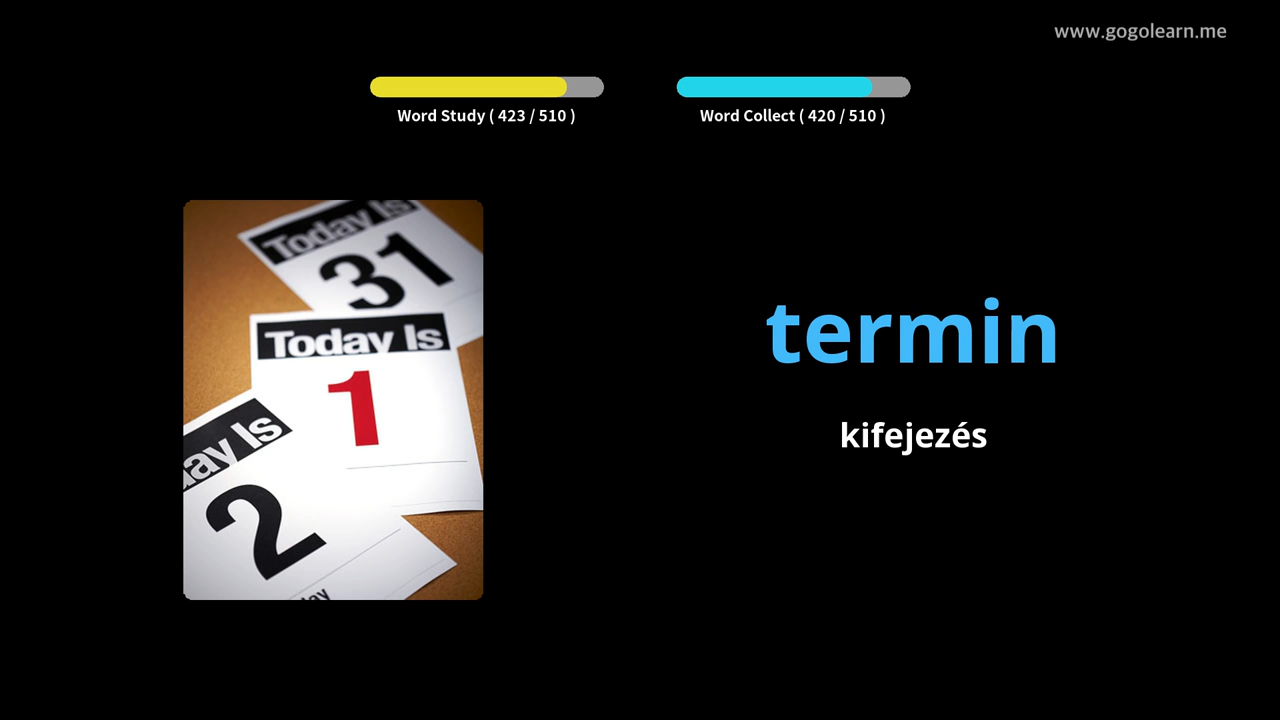 www.gogolearn.me
Word Study ( 423 / 510 )
Word Collect ( 420 / 510 )
Today Is
31
Today Is
1
ay Is
2
termin
kifejezés